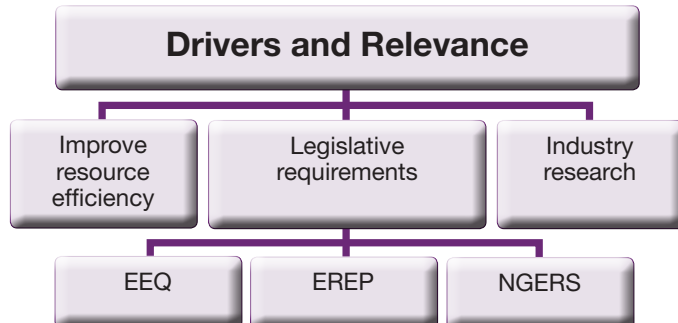 Drivers and Relevance
Improve
resource
efficiency
Legislative
requirements
Industry
research
EEQ
EREP
NGERS